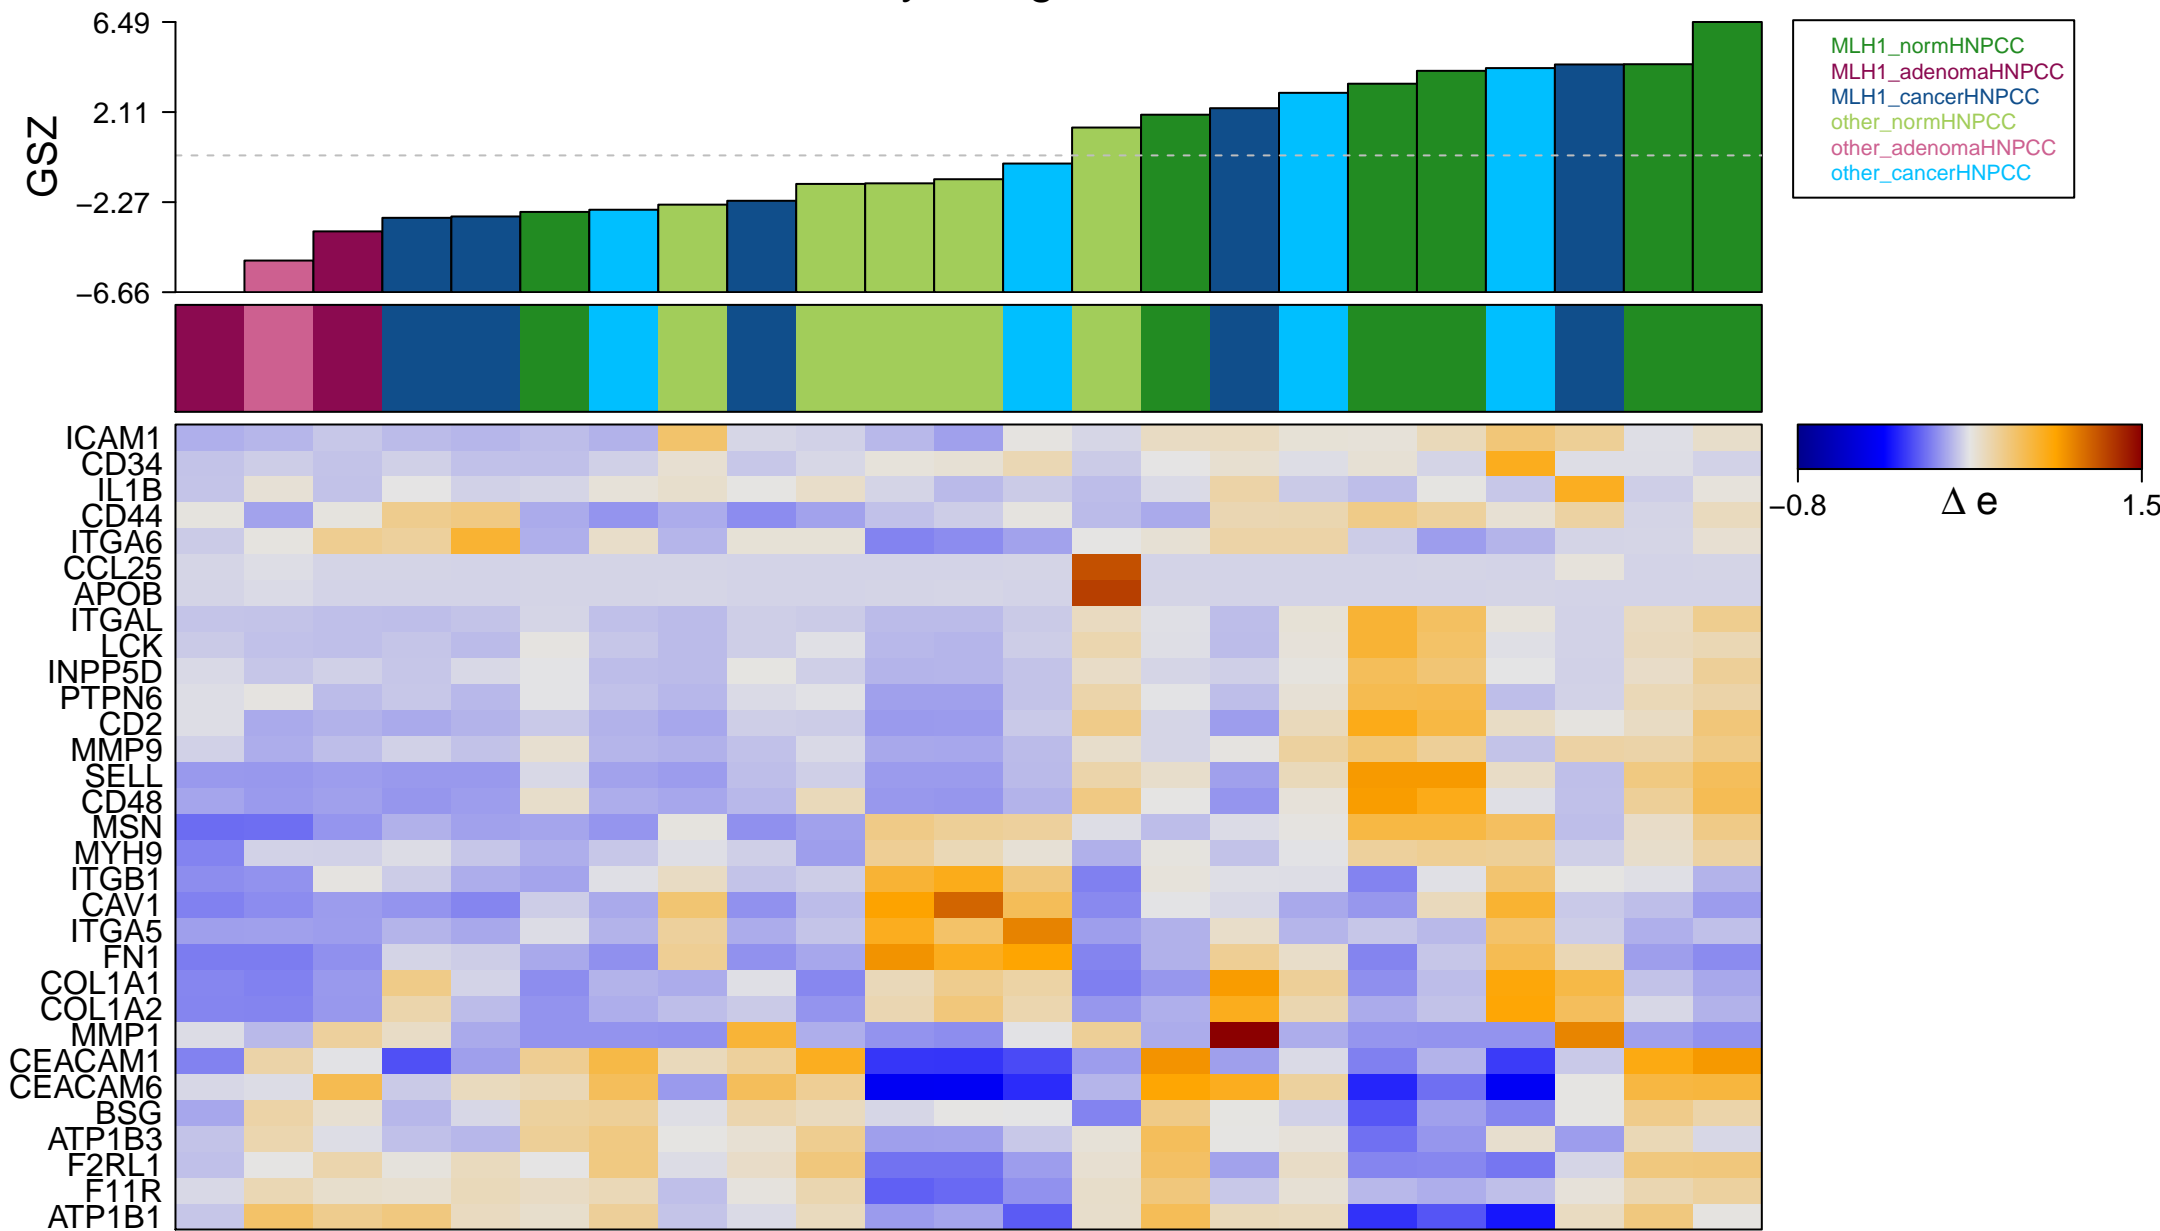 6.49
2.11
−2.27
−6.66
GSZ
MLH1_normHNPCC
MLH1_adenomaHNPCC
MLH1_cancerHNPCC
other_normHNPCC
other_adenomaHNPCC
other_cancerHNPCC
−0.8
Δ e
1.5
ICAM1
CD34
IL1B
CD44
ITGA6
CCL25
APOB
ITGAL
LCK
INPP5D
PTPN6
CD2
MMP9
SELL
CD48
MSN
MYH9
ITGB1
CAV1
ITGA5
FN1
COL1A1
COL1A2
MMP1
CEACAM1
CEACAM6
BSG
ATP1B3
F2RL1
F11R
ATP1B1